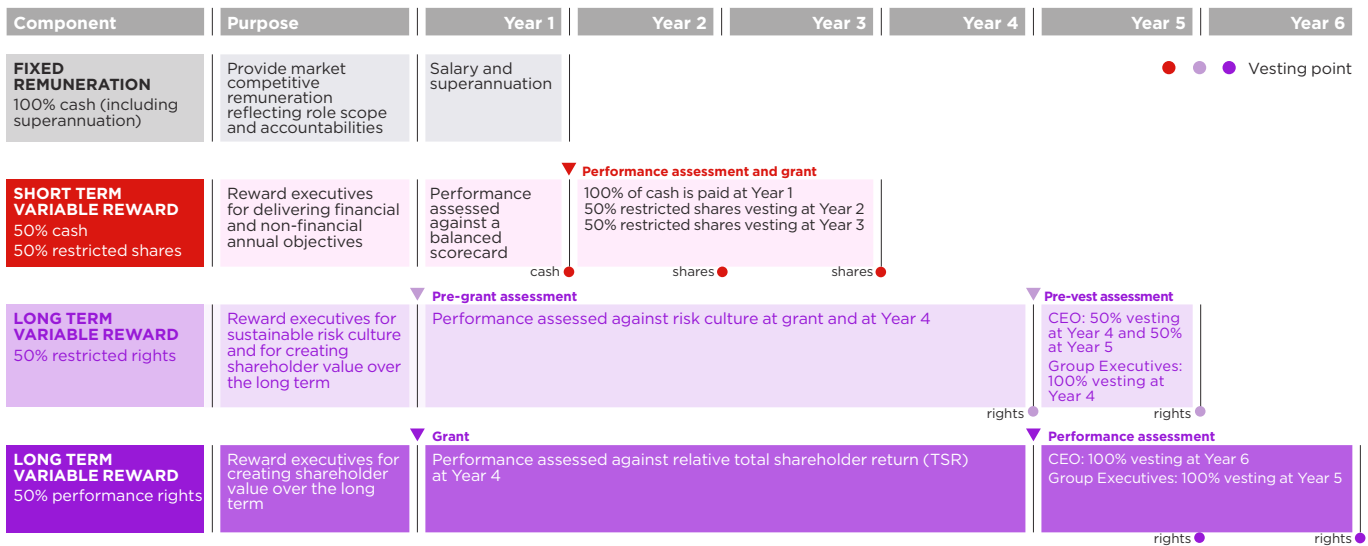 Component
Purpose
Year 1
Year 2
Year 3
Year 4
Year 5
Year 6
FIXED
REMUNERATION
100% cash (including
superannuation)
Provide market
competitive
remuneration
reflecting role scope
and accountabilities
Salary and
superannuation
Vesting point
SHORT TERM
VARIABLE REWARD
50% cash
50% restricted shares
Reward executives
for delivering financial
and non-financial
annual objectives
Performance
assessed
against a
balanced
scorecard
Performance assessment and grant
100% of cash is paid at Year 1
50% restricted shares vesting at Year 2
50% restricted shares vesting at Year 3
cash
shares
shares
LONG TERM
VARIABLE REWARD
50% restricted rights
Reward executives for
sustainable risk culture
and for creating
shareholder value over
the long term
Pre-grant assessment
Performance assessed against risk culture at grant and at Year 4
Pre-vest assessment
CEO: 50% vesting
at Year 4 and 50%
at Year 5
Group Executives:
100% vesting at
Year 4
rights
rights
LONG TERM
VARIABLE REWARD
50% performance rights
Reward executives for
creating shareholder
value over the long
term
Grant
Performance assessed against relative total shareholder return (TSR)
at Year 4
Performance assessment
CEO: 100% vesting at Year 6
Group Executives: 100% vesting at Year 5
rights
rights